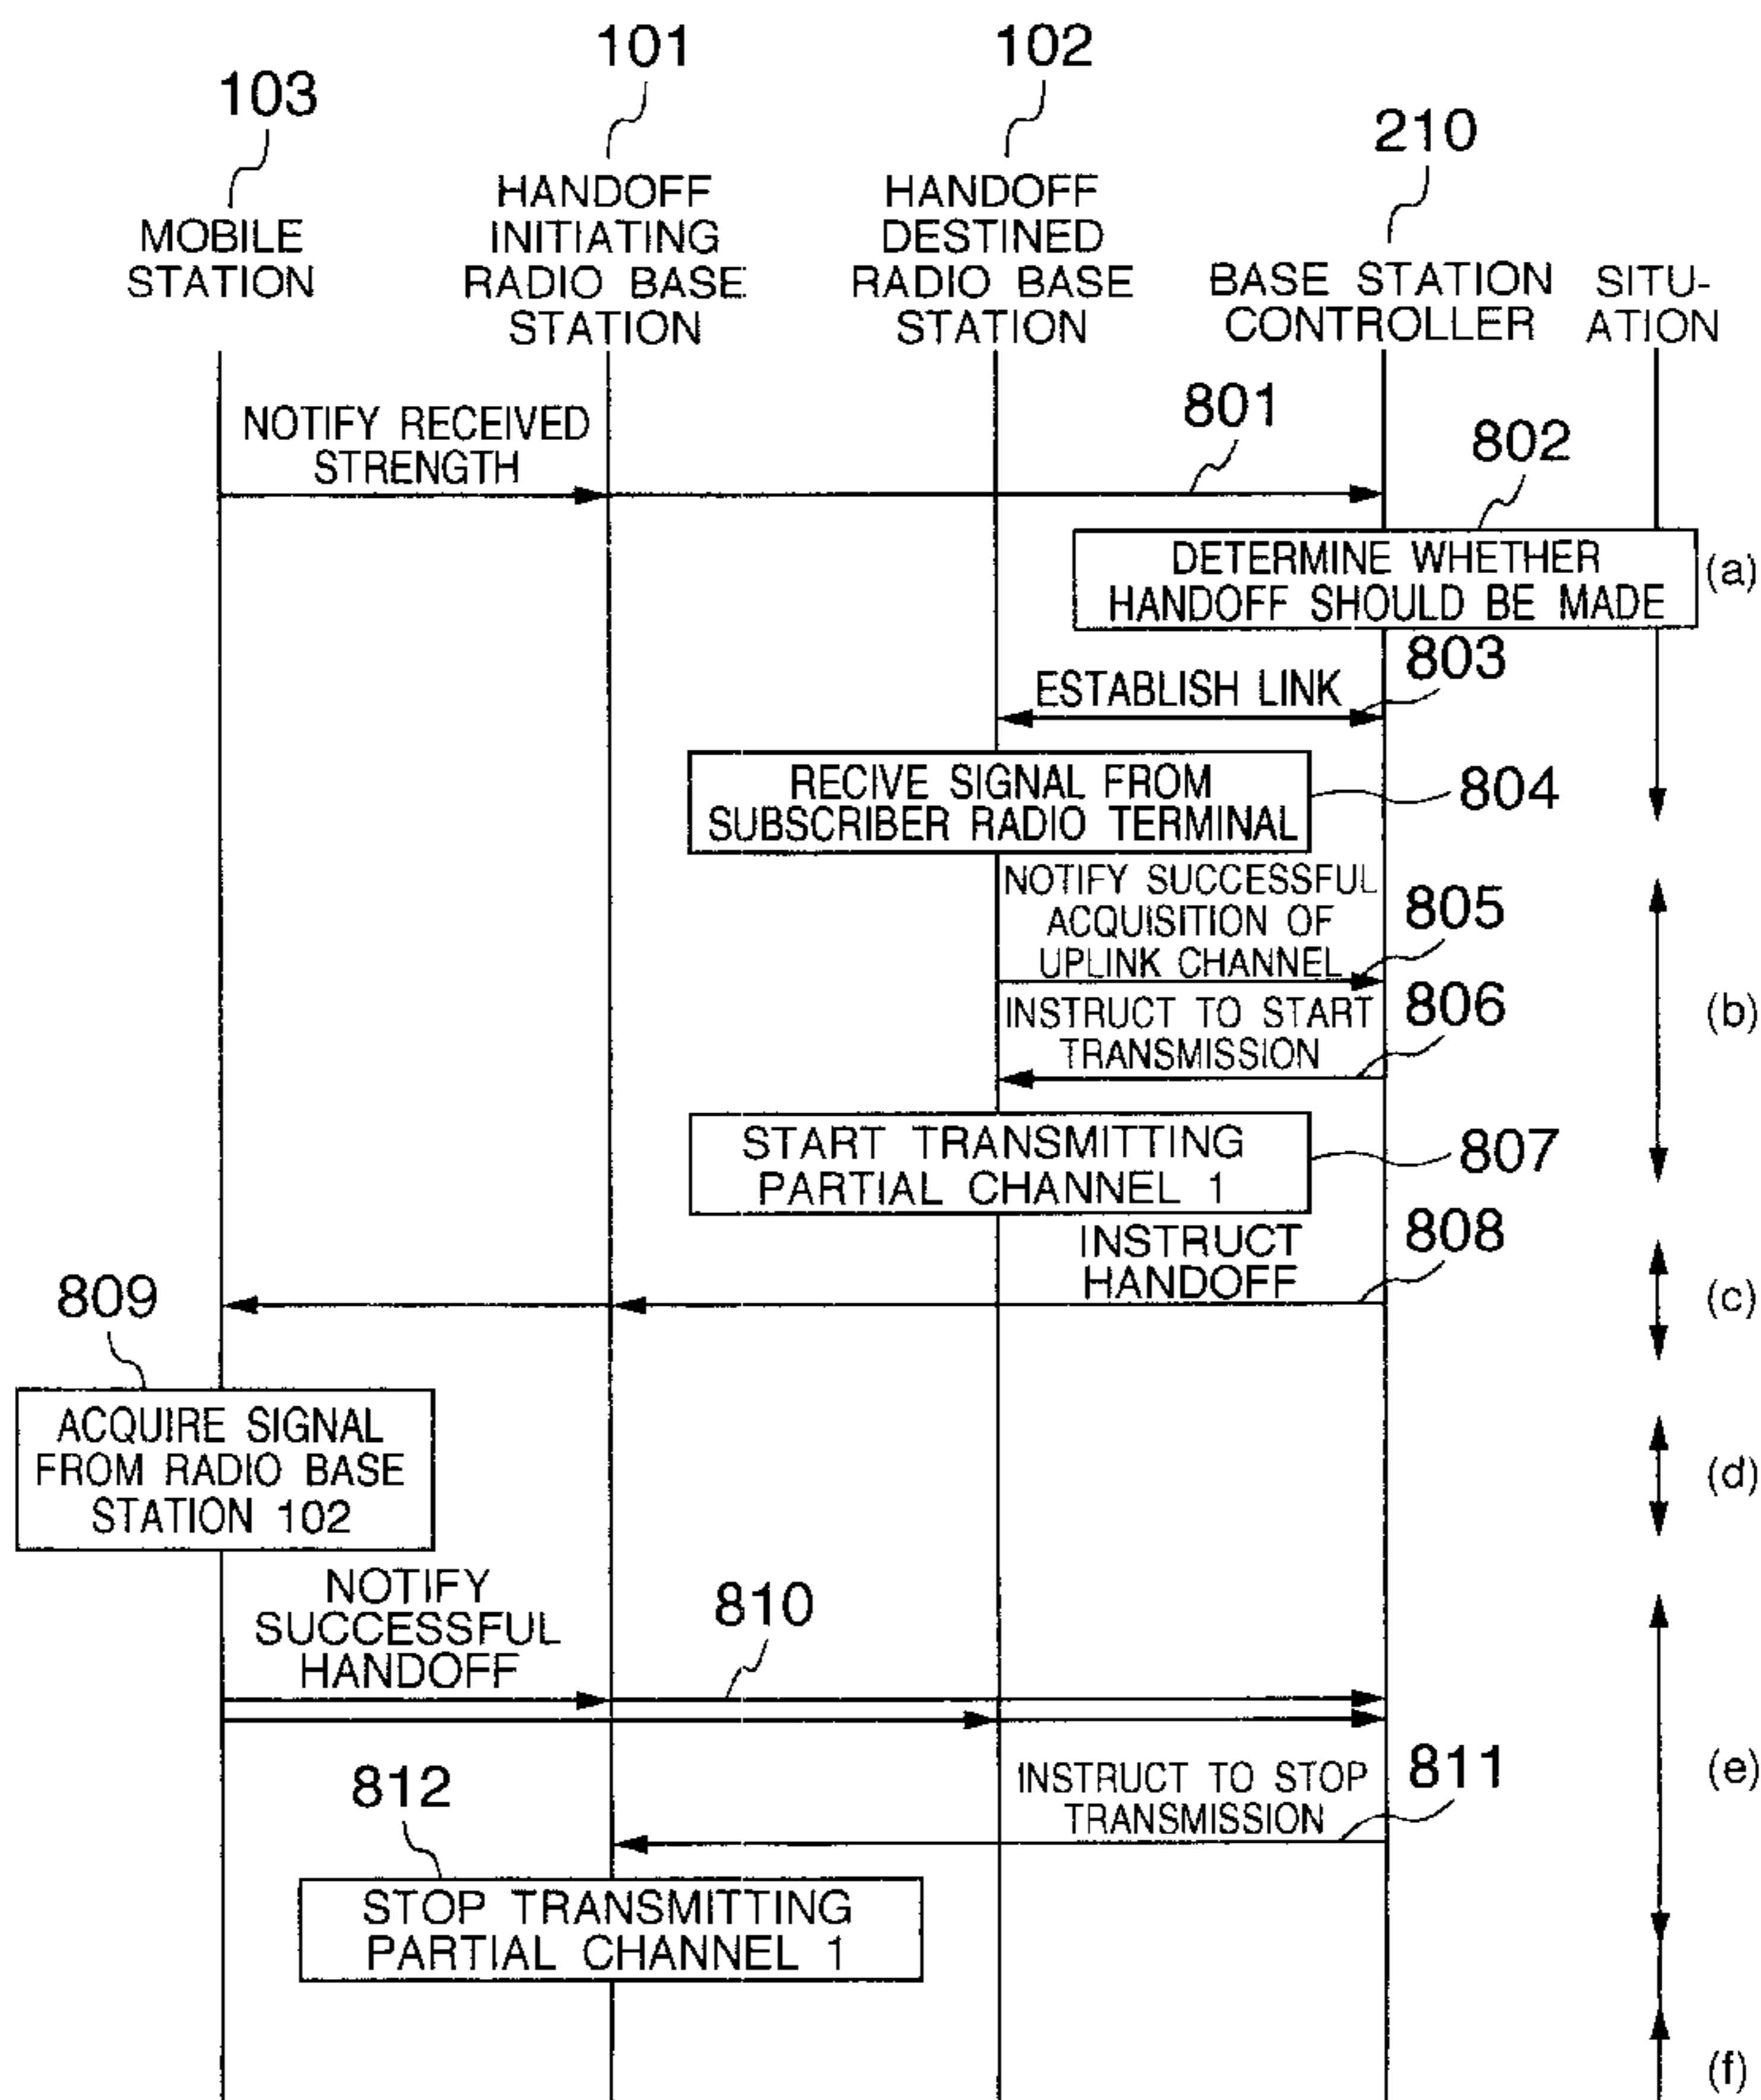 101
102
103
210
MOBILE
STATION
HANDOFF
INITIATING
RADIO BASE
STATION
HANDOFF
DESTINED
RADIO BASE
STATION
BASE STATION
CONTROLLER
SITU-
ATION
NOTIFY RECEIVED
STRENGTH
801
802
DETERMINE WHETHER
HANDOFF SHOULD BE MADE
(a)
803
ESTABLISH LINK
RECIVE SIGNAL FROM
SUBSCRIBER RADIO TERMINAL
804
NOTIFY SUCCESSFUL
ACQUISITION OF
UPLINK CHANNEL
805
INSTRUCT TO START
TRANSMISSION
806
(b)
START TRANSMITTING
PARTIAL CHANNEL 1
807
INSTRUCT
HANDOFF
808
(c)
809
ACQUIRE SIGNAL
FROM RADIO BASE
STATION 102
(d)
NOTIFY
SUCCESSFUL
HANDOFF
810
INSTRUCT TO STOP
TRANSMISSION
811
(e)
812
STOP TRANSMITTING
PARTIAL CHANNEL 1
(f)